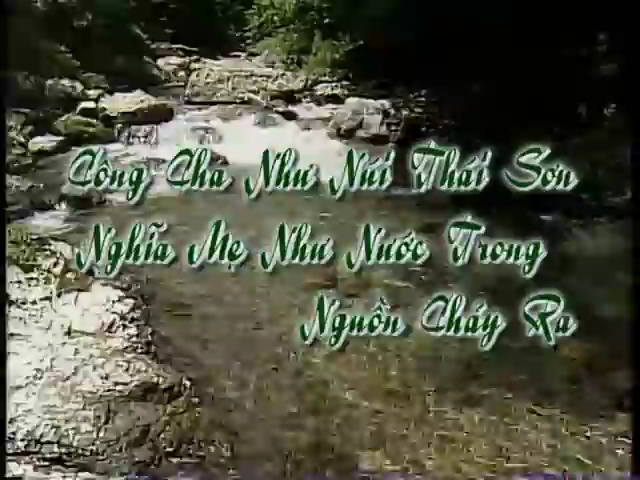 Công Cha Như Núi Thái Sơn
Nghĩa Mẹ Như Nước Trong
Nguồn Chảy Ra